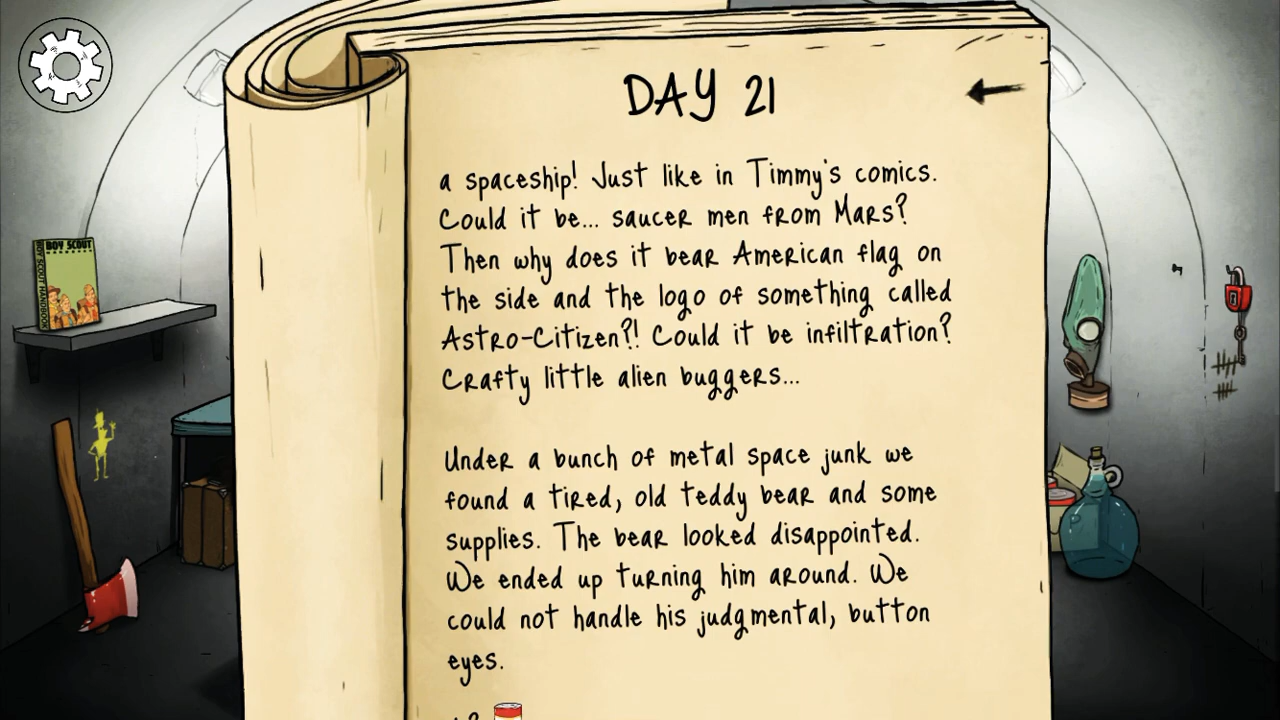 DAY 21
a spaceship! Just like in Timmy's comics.
Could it be... saucer men from Mars?
Then why does it bear American flag on
the side and the logo of something called
Astro-Citizen?! Could it be infiltration?
Crafty little alien buggers...
Under a bunch of metal space junk we
found a tired, old teddy bear and some
supplies. The bear looked disappointed.
We ended up turning him around. We
could not handle his judgmental, button
eyes.
BOY SCOUT
BOY SCOUT HANDBOOK